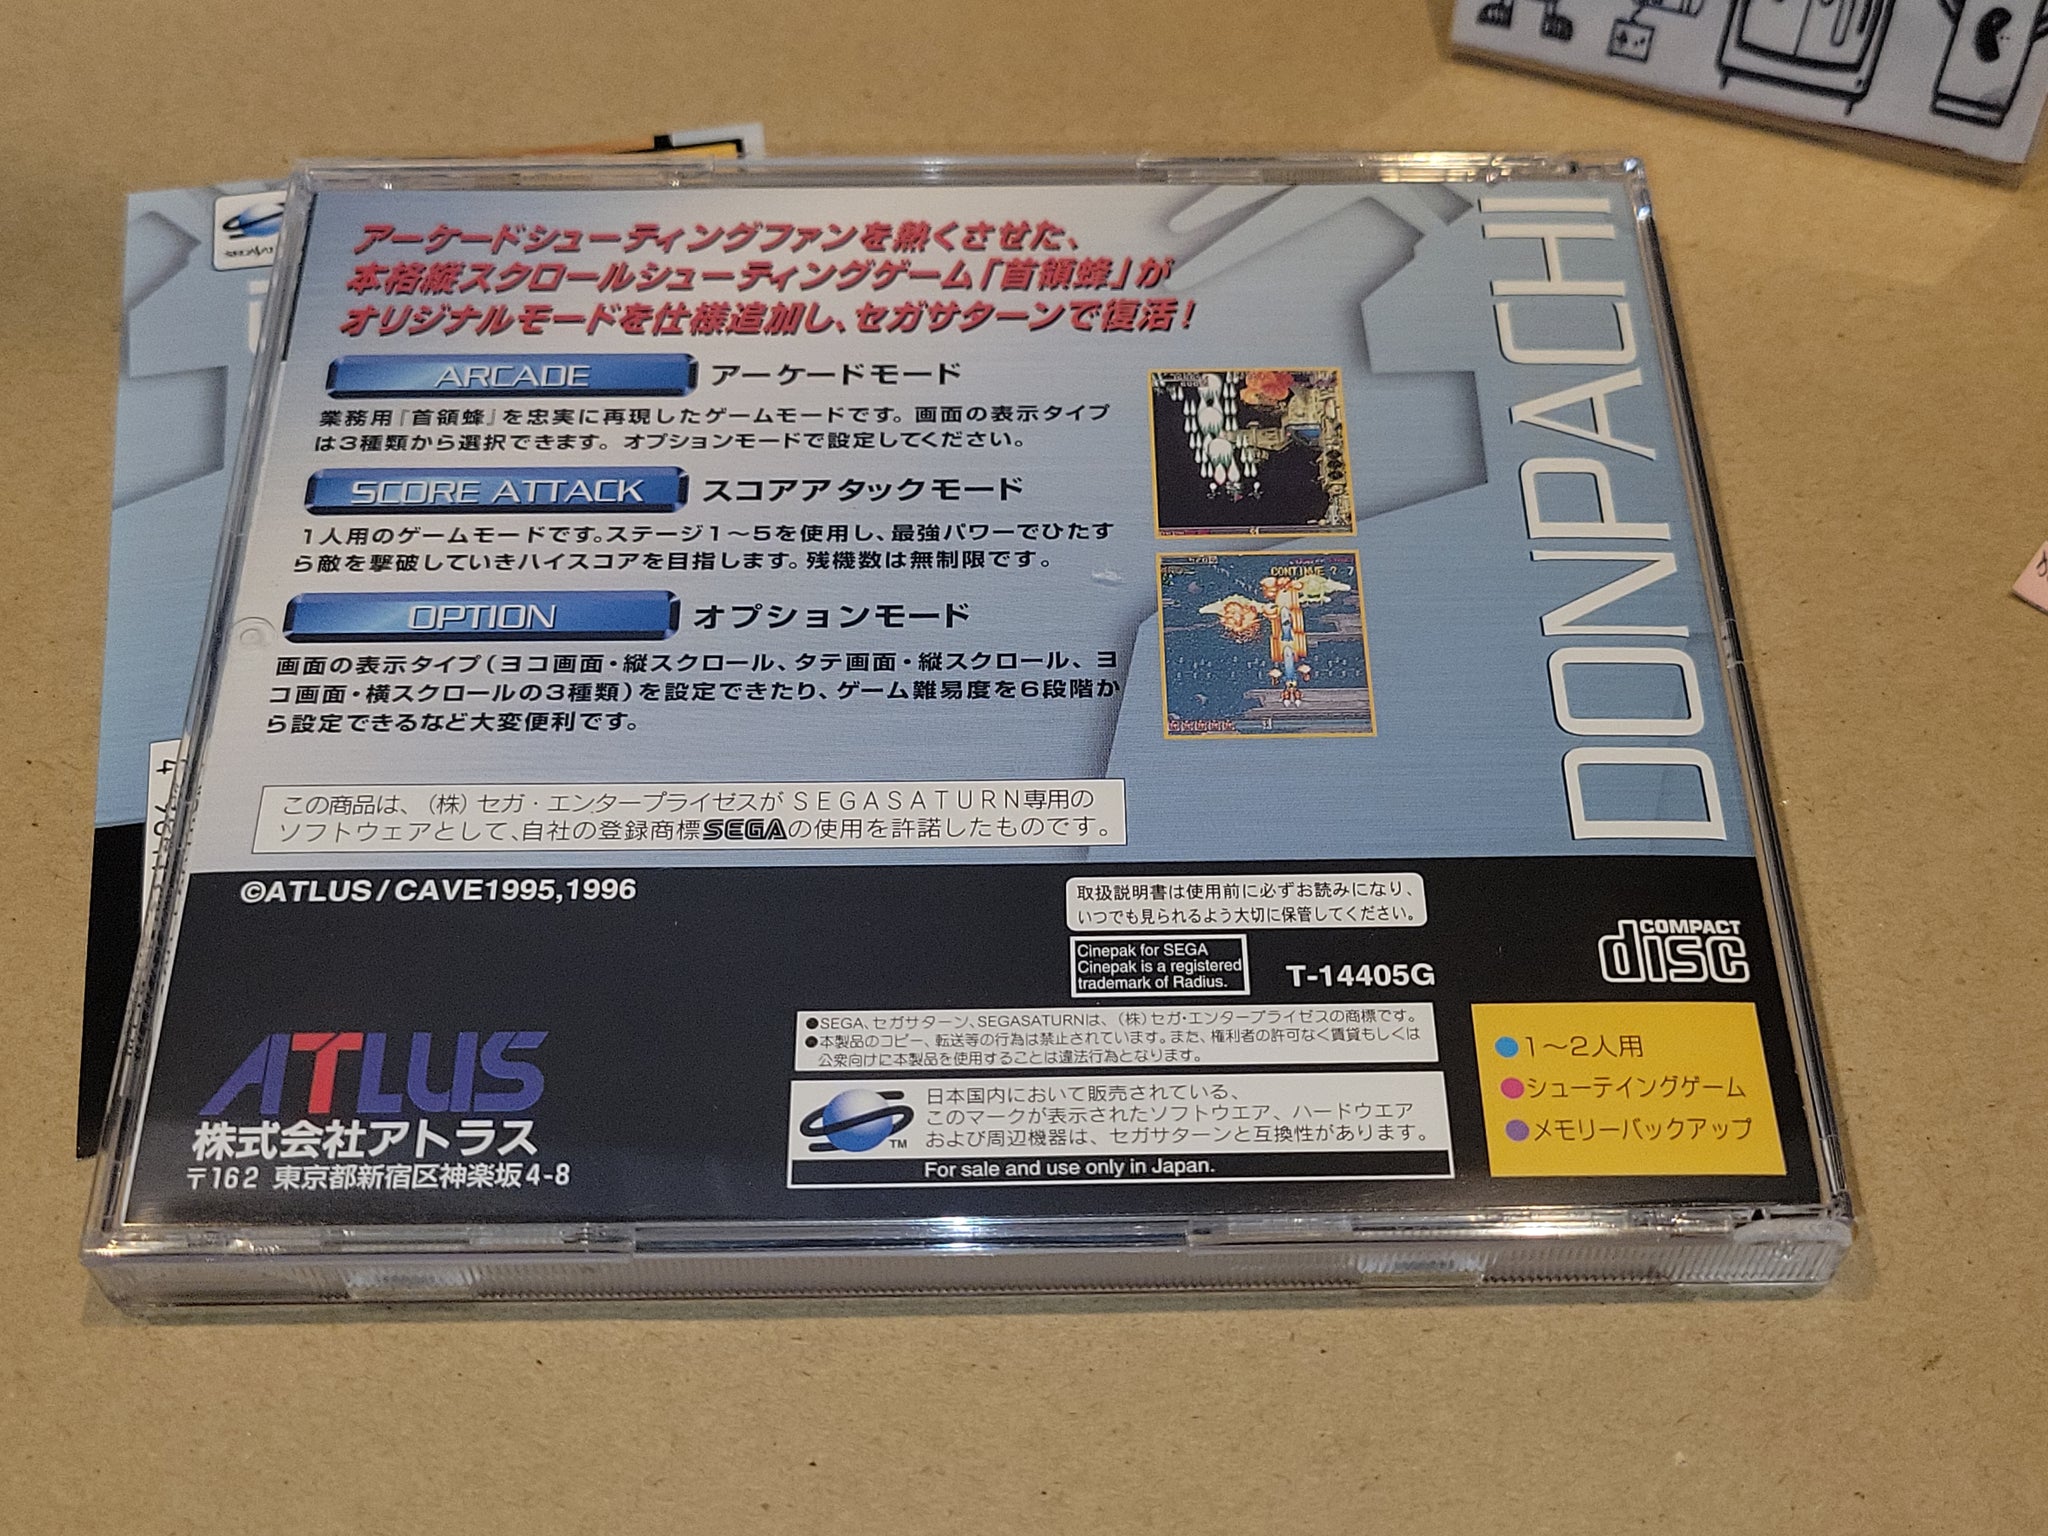 アーケードシューティングファンを熱くさせた、
本格縦スクロールシューティングゲーム「首領蜂」が
オリジナルモードを仕様追加し、セガサターンで復活!
ARCADE アーケードモード
業務用『首領蜂』を忠実に再現したゲームモードです。画面の表示タイプ
は3種類から選択できます。オプションモードで設定してください。
SCORE ATTACK スコアアタックモード
1人用のゲームモードです。ステージ1〜5を使用し、最強パワーでひたす
ら敵を撃破していきハイスコアを目指します。残機数は無制限です。
OPTION オプションモード
画面の表示タイプ(ヨコ画面・縦スクロール、タテ画面・縦スクロール、ヨ
コ画面・横スクロールの3種類)を設定できたり、ゲーム難易度を6段階か
ら設定できるなど大変便利です。
CONTINUE ? 7
DONPACHI
この商品は、(株)セガ・エンタープライゼスがSEGASATURN専用の
ソフトウェアとして、自社の登録商標SEGAの使用を許諾したものです。
©ATLUS/CAVE1995,1996
取扱説明書は使用前に必ずお読みになり、
いつでも見られるよう大切に保管してください。
Cinepak for SEGA
Cinepak is a registered
trademark of Radius.
T-14405G
COMPACT
disc
●SEGA、セガサターン、SEGASATURNは、(株)セガ・エンタープライゼスの商標です。
●本製品のコピー、転送等の行為は禁止されています。また、権利者の許可なく賃貸もしくは
公衆向けに本製品を使用することは違法行為となります。
日本国内において販売されている、
このマークが表示されたソフトウエア、ハードウエア
および周辺機器は、セガサターンと互換性があります。
TM
For sale and use only in Japan.
●1〜2人用
●シューテイングゲーム
●メモリーバックアップ
ATLUS
株式会社アトラス
〒162 東京都新宿区神楽坂4-8